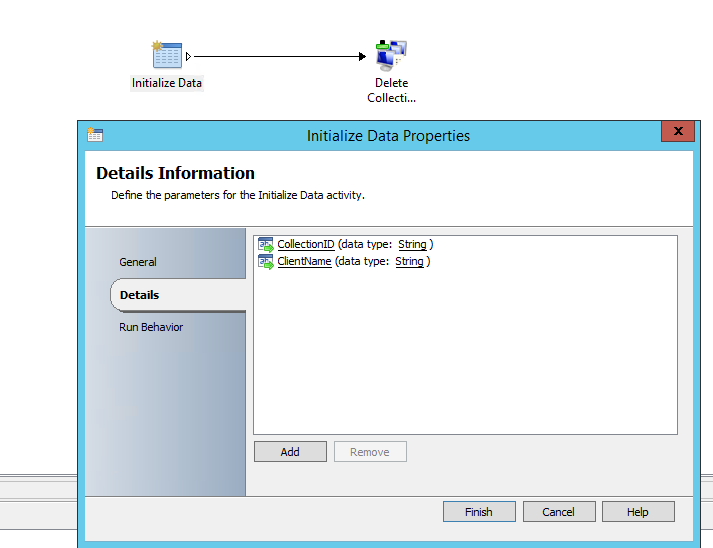 Initialize Data
Delete
Collecti...
Initialize Data Properties
Details Information
Define the parameters for the Initialize Data activity.
General
Details
Run Behavior
CollectionID (data type: String )
ClientName (data type: String )
Add
Remove
Finish
Cancel
Help